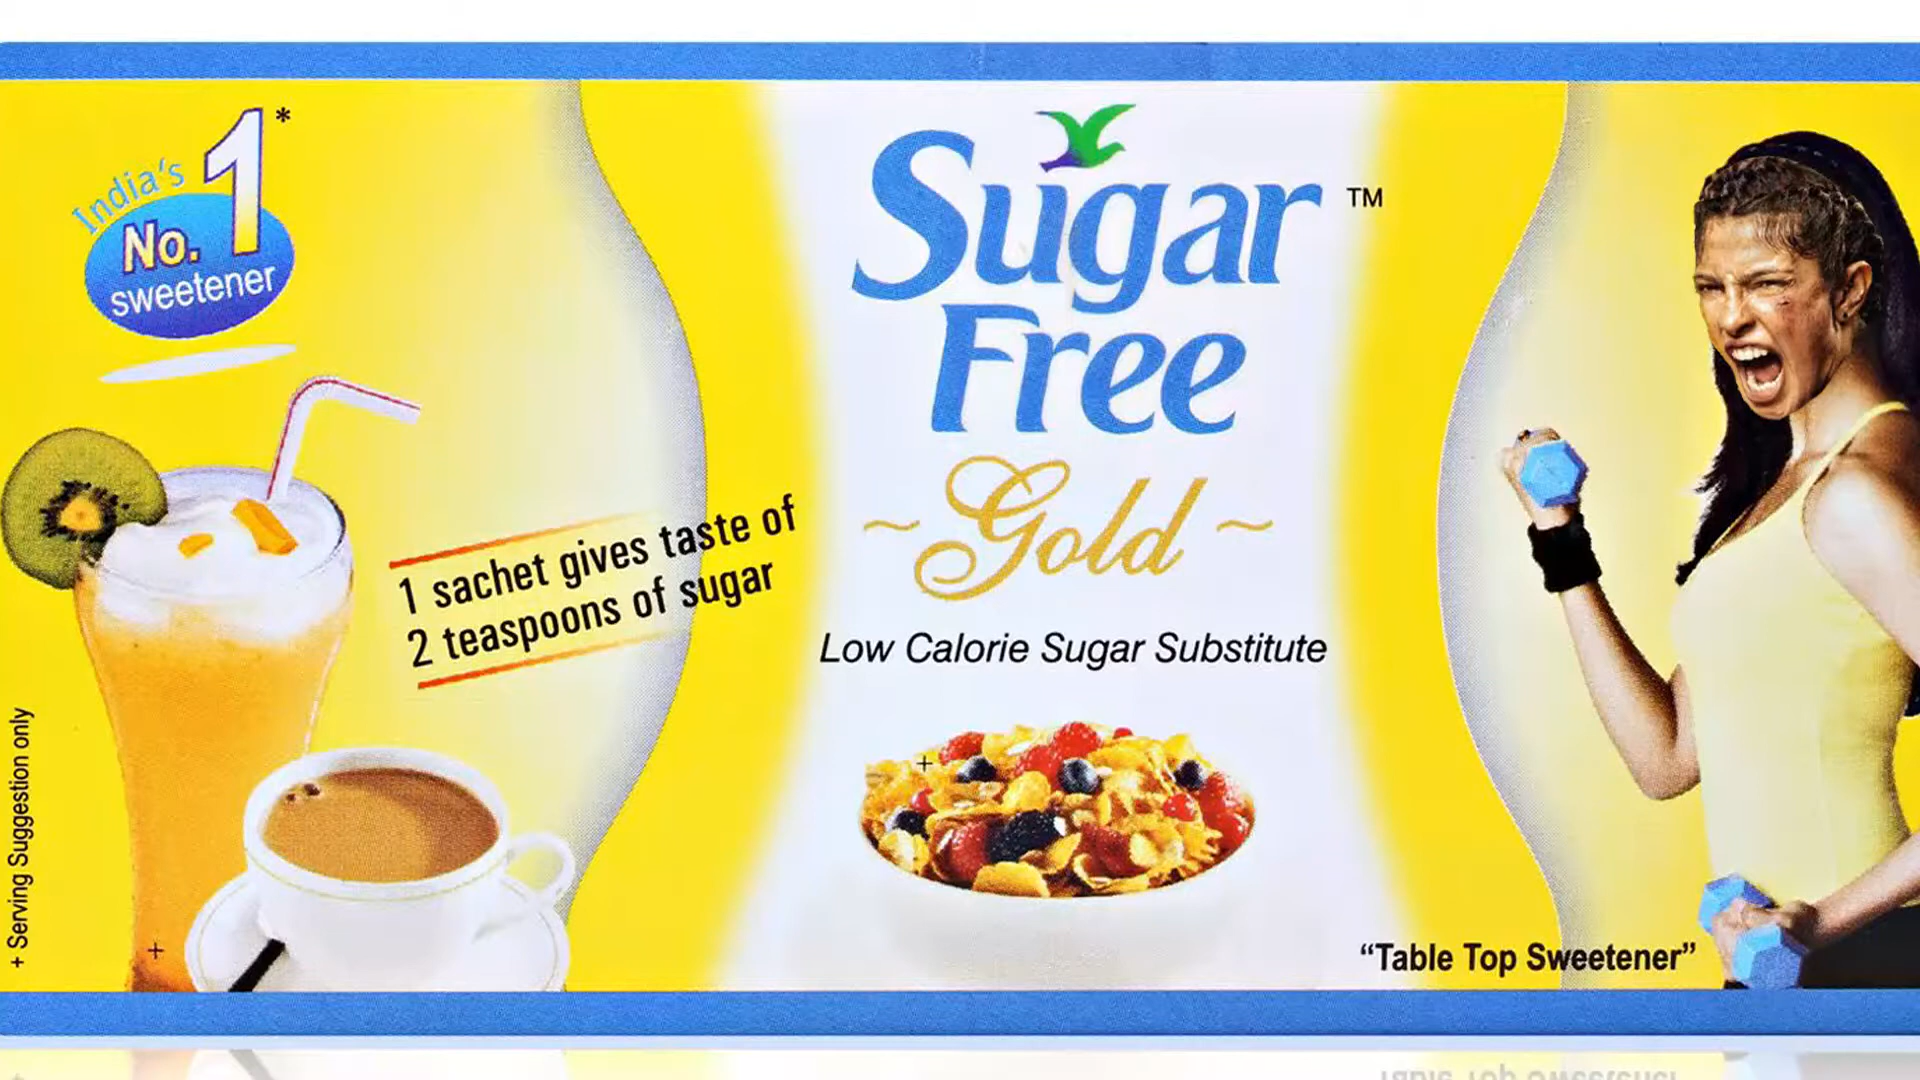 India's
No. 1*
sweetener
Sugar ™
Free
~ Gold ~
1 sachet gives taste of
2 teaspoons of sugar
Low Calorie Sugar Substitute
+ Serving Suggestion only
+
+
"Table Top Sweetener"